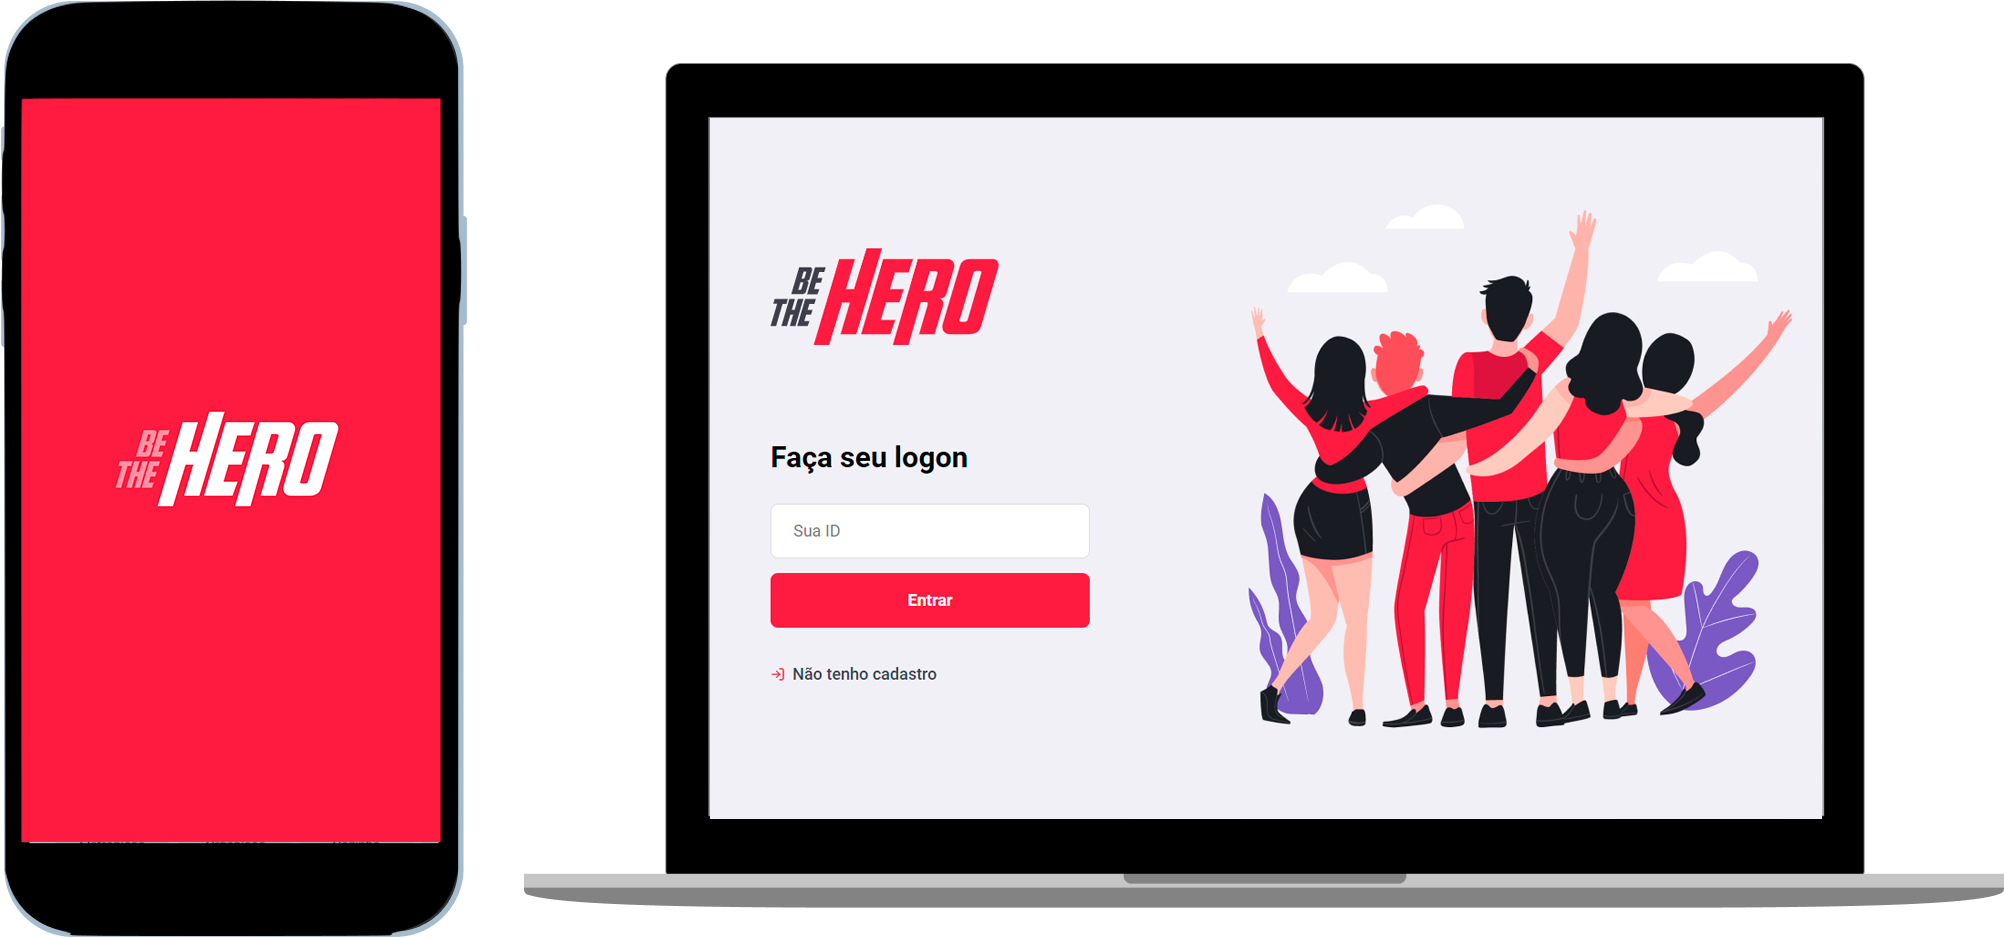 BE
THE HERO
BE
THE HERO
Faça seu logon
Sua ID
Entrar
Não tenho cadastro